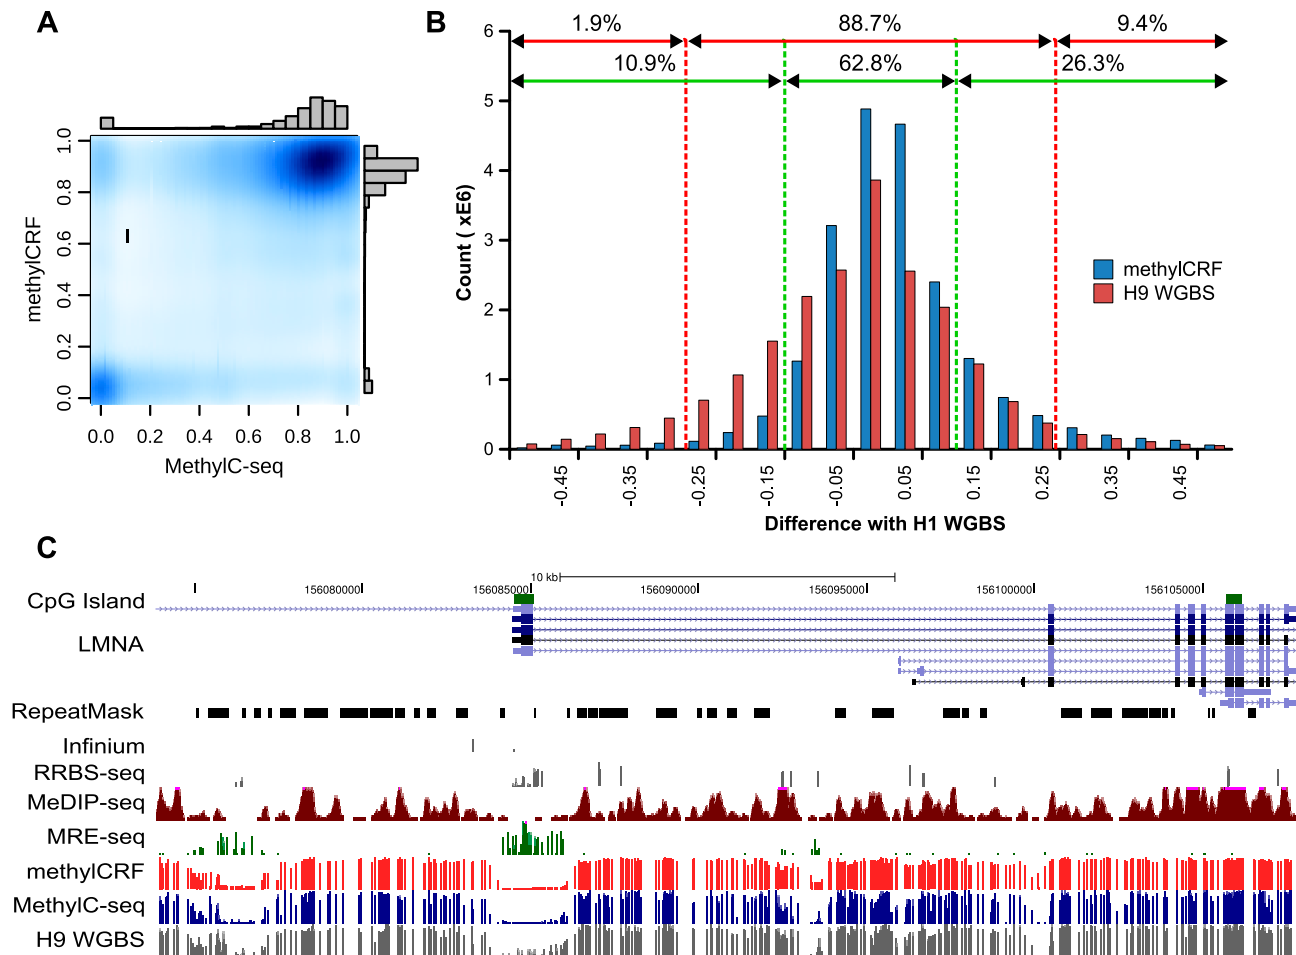 A
methylCRF
1.0
0.8
0.6
0.4
0.2
0.0
0.0 0.2 0.4 0.6 0.8 1.0
MethylC-seq
B
1.9% 88.7% 9.4%
10.9% 62.8% 26.3%
Count ( xE6)
6
5
4
3
2
1
0
methylCRF
H9 WGBS
-0.45 -0.35 -0.25 -0.15 -0.05 0.05 0.15 0.25 0.35 0.45
Difference with H1 WGBS
C
10 kb
156080000 156085000 156090000 156095000 156100000 156105000
CpG Island
LMNA
RepeatMask
Infinium
RRBS-seq
MeDIP-seq
MRE-seq
methylCRF
MethylC-seq
H9 WGBS